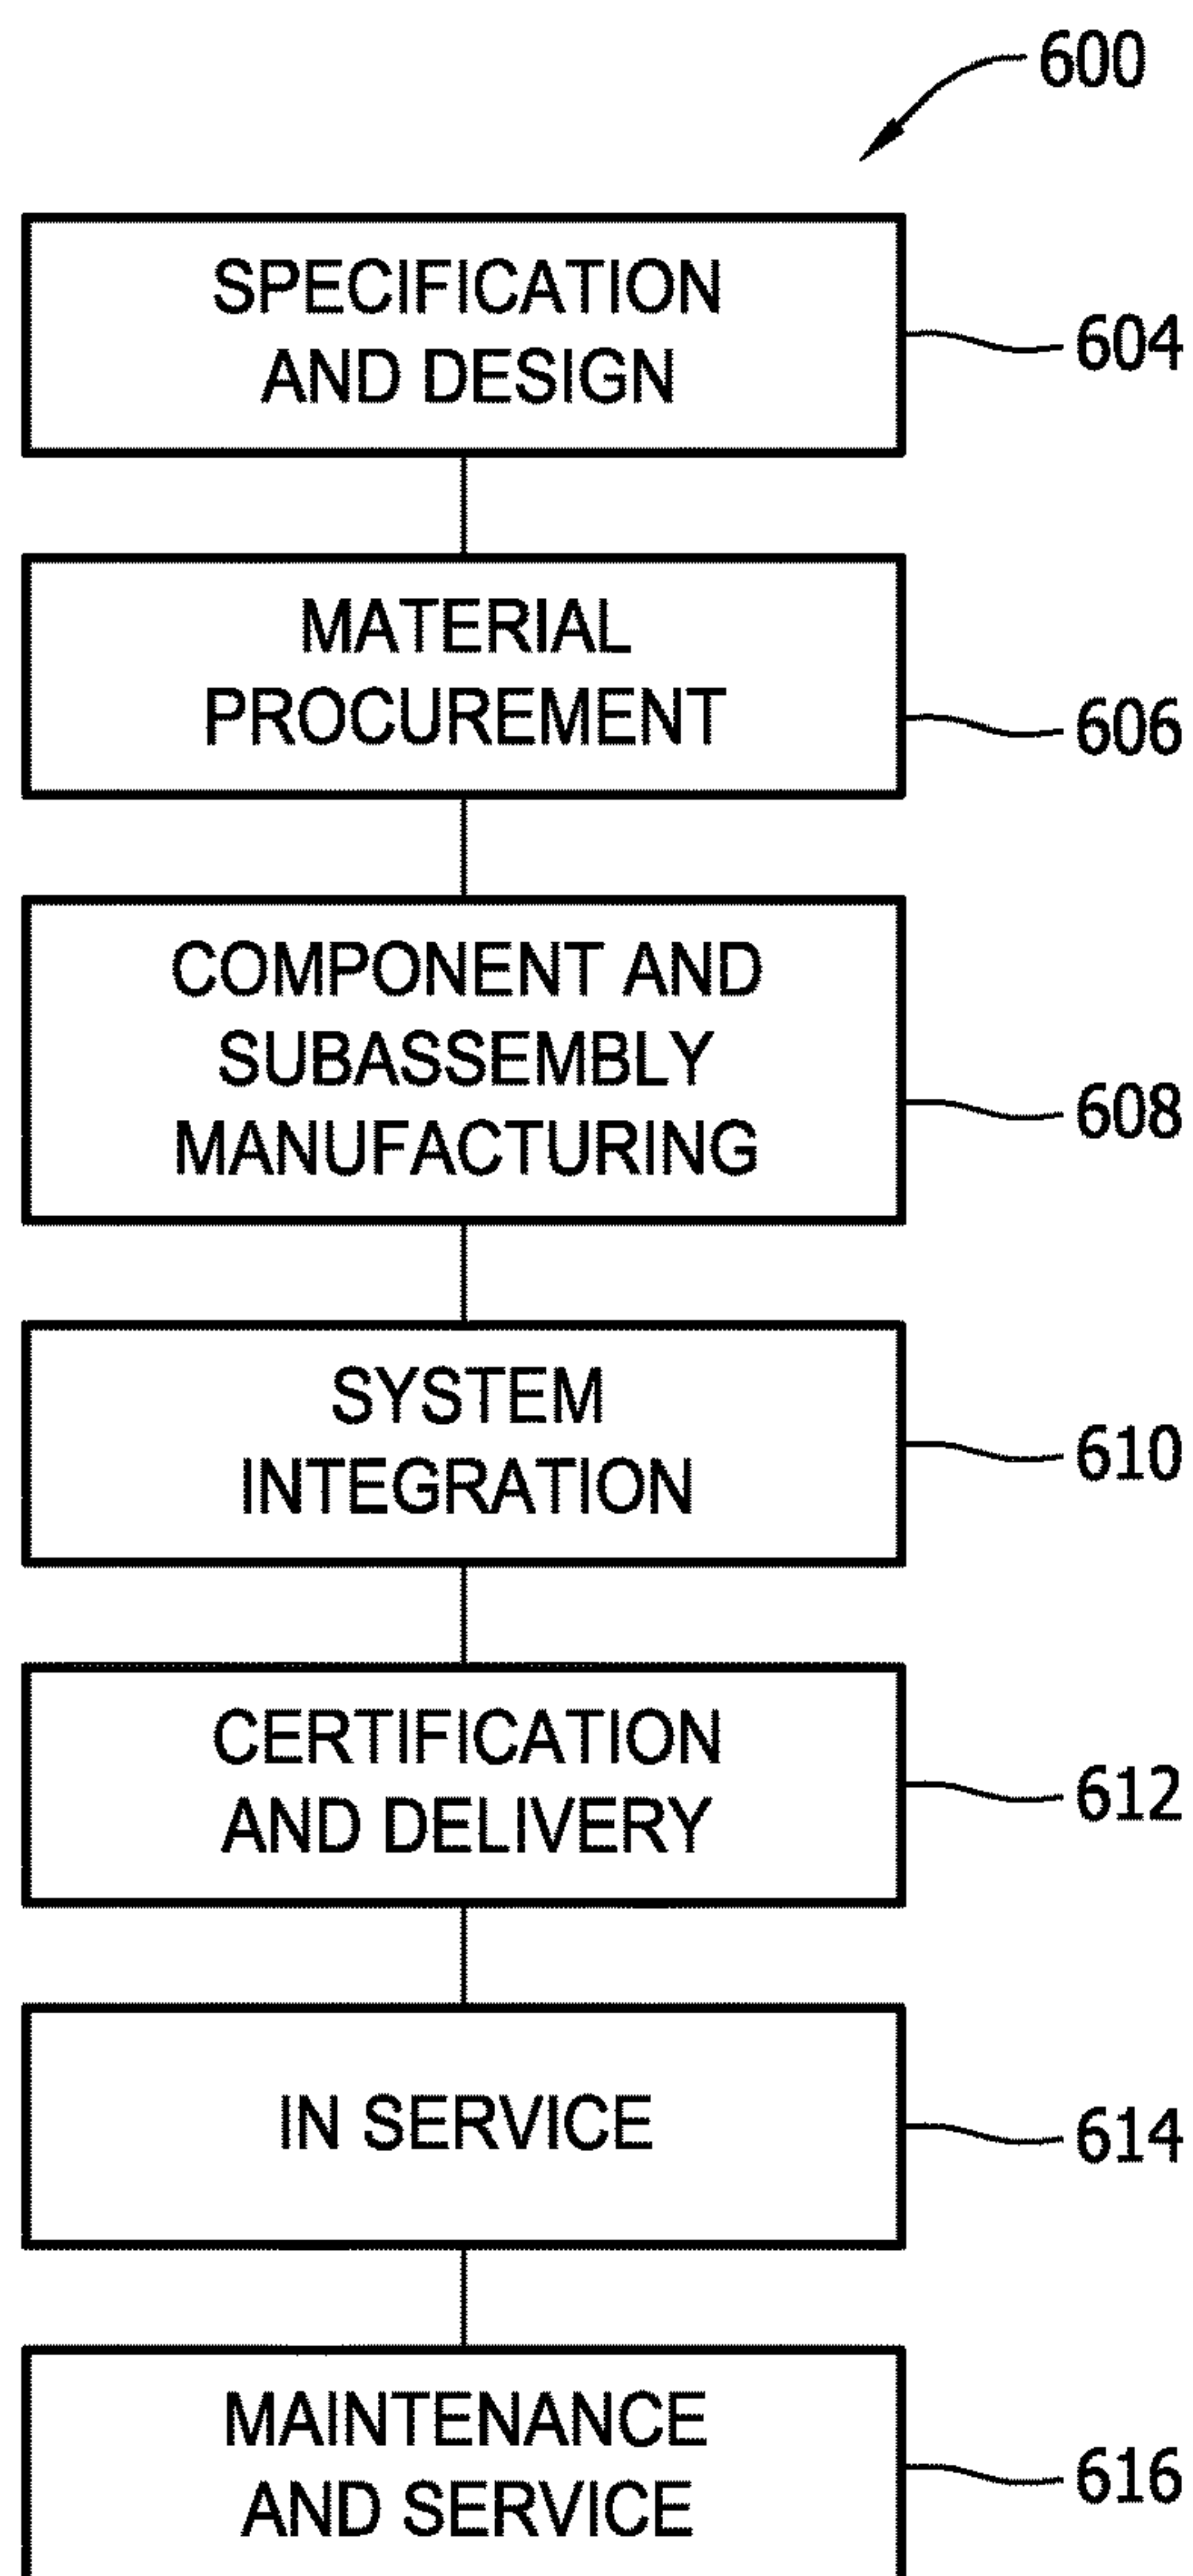 600
SPECIFICATION
AND DESIGN
604
MATERIAL
PROCUREMENT
606
COMPONENT AND
SUBASSEMBLY
MANUFACTURING
608
SYSTEM
INTEGRATION
610
CERTIFICATION
AND DELIVERY
612
IN SERVICE
614
MAINTENANCE
AND SERVICE
616